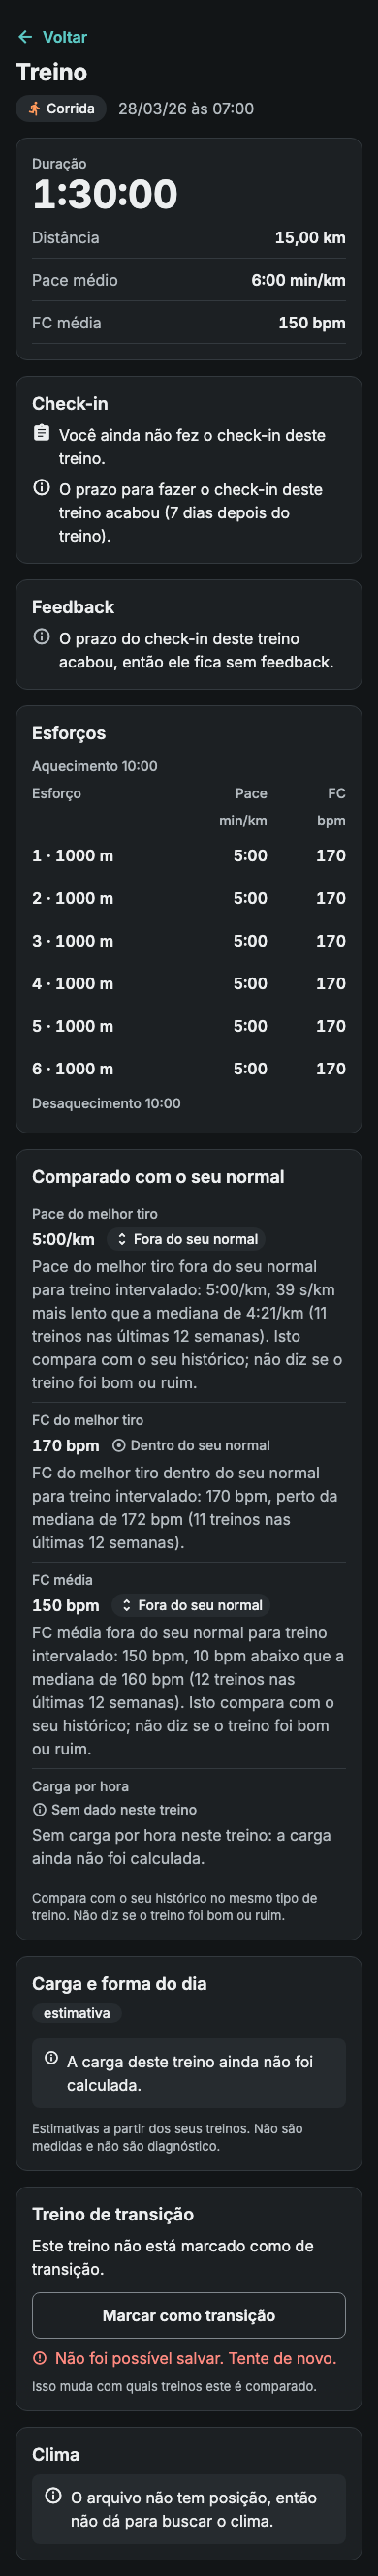 ← Voltar
Treino
Corrida 28/03/26 às 07:00
Duração
1:30:00
Distância 15,00 km
Pace médio 6:00 min/km
FC média 150 bpm
Check-in
Você ainda não fez o check-in deste
treino.
O prazo para fazer o check-in deste
treino acabou (7 dias depois do
treino).
Feedback
O prazo do check-in deste treino
acabou, então ele fica sem feedback.
Esforços
Aquecimento 10:00
Esforço Pace FC
min/km bpm
1 · 1000 m 5:00 170
2 · 1000 m 5:00 170
3 · 1000 m 5:00 170
4 · 1000 m 5:00 170
5 · 1000 m 5:00 170
6 · 1000 m 5:00 170
Desaquecimento 10:00
Comparado com o seu normal
Pace do melhor tiro
5:00/km Fora do seu normal
Pace do melhor tiro fora do seu normal
para treino intervalado: 5:00/km, 39 s/km
mais lento que a mediana de 4:21/km (11
treinos nas últimas 12 semanas). Isto
compara com o seu histórico; não diz se o
treino foi bom ou ruim.
FC do melhor tiro
170 bpm Dentro do seu normal
FC do melhor tiro dentro do seu normal
para treino intervalado: 170 bpm, perto da
mediana de 172 bpm (11 treinos nas
últimas 12 semanas).
FC média
150 bpm Fora do seu normal
FC média fora do seu normal para treino
intervalado: 150 bpm, 10 bpm abaixo que a
mediana de 160 bpm (12 treinos nas
últimas 12 semanas). Isto compara com o
seu histórico; não diz se o treino foi bom
ou ruim.
Carga por hora
Sem dado neste treino
Sem carga por hora neste treino: a carga
ainda não foi calculada.
Compara com o seu histórico no mesmo tipo de
treino. Não diz se o treino foi bom ou ruim.
Carga e forma do dia
estimativa
A carga deste treino ainda não foi
calculada.
Estimativas a partir dos seus treinos. Não são
medidas e não são diagnóstico.
Treino de transição
Este treino não está marcado como de
transição.
Marcar como transição
Não foi possível salvar. Tente de novo.
Isso muda com quais treinos este é comparado.
Clima
O arquivo não tem posição, então
não dá para buscar o clima.